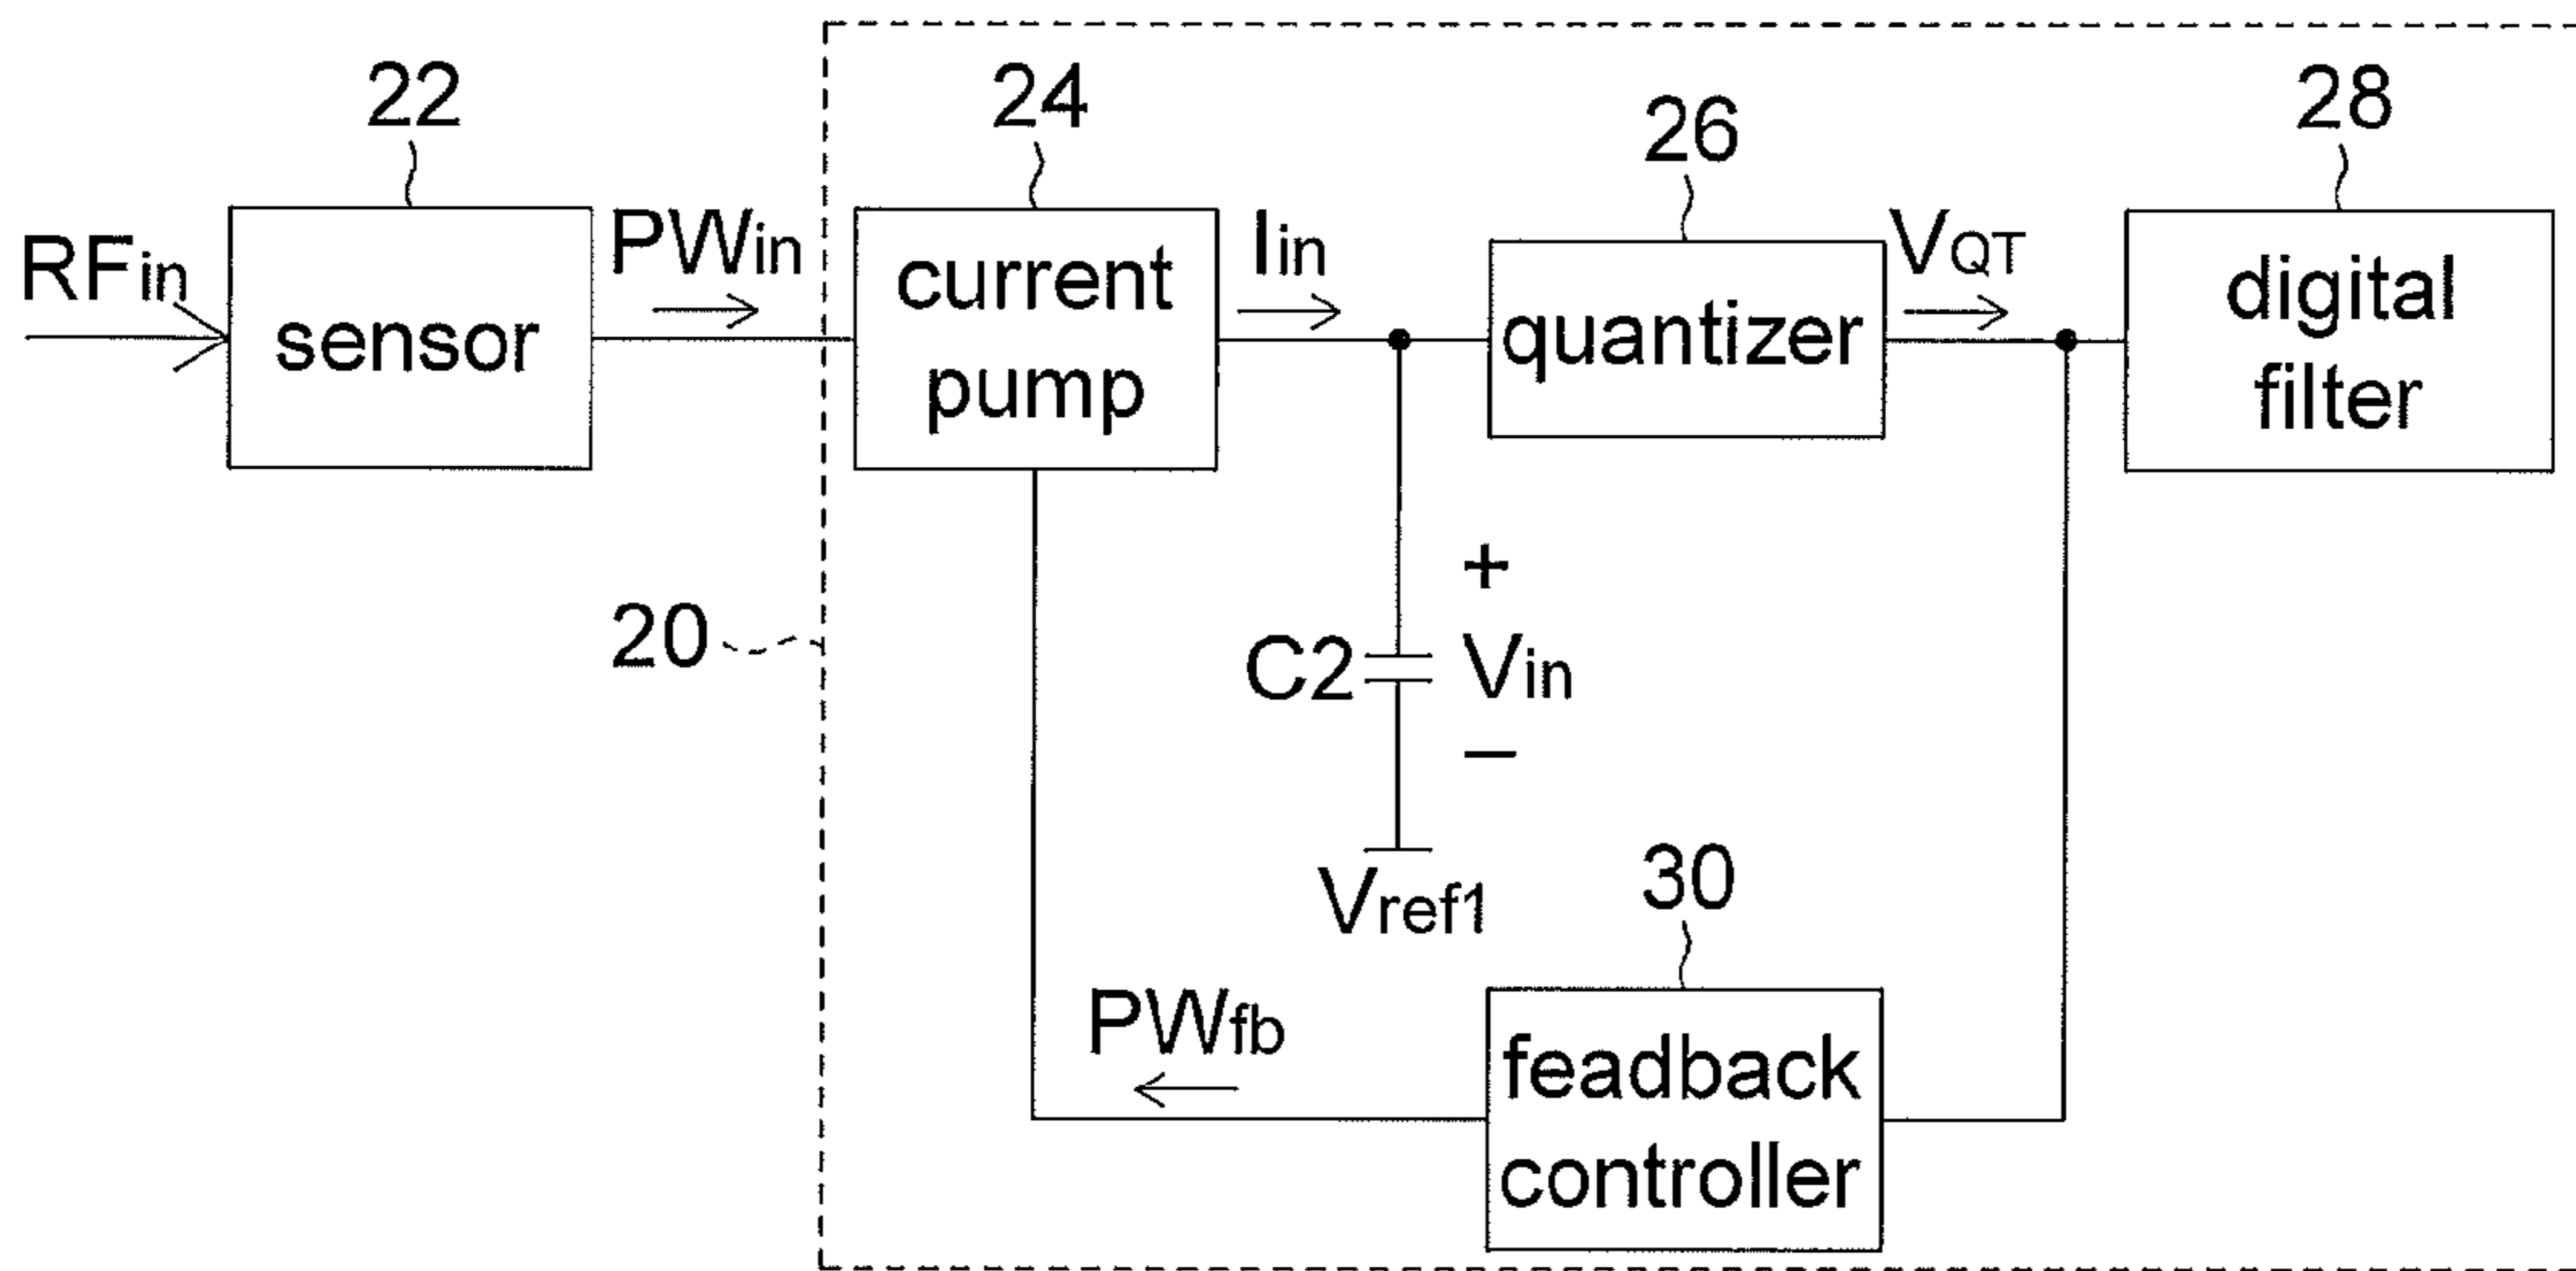 22
24
26
28
RFin
PWin
Iin
VQT
sensor
current
pump
quantizer
digital
filter
20
C2
+
Vin
−
Vref1
30
PWfb
feadback
controller